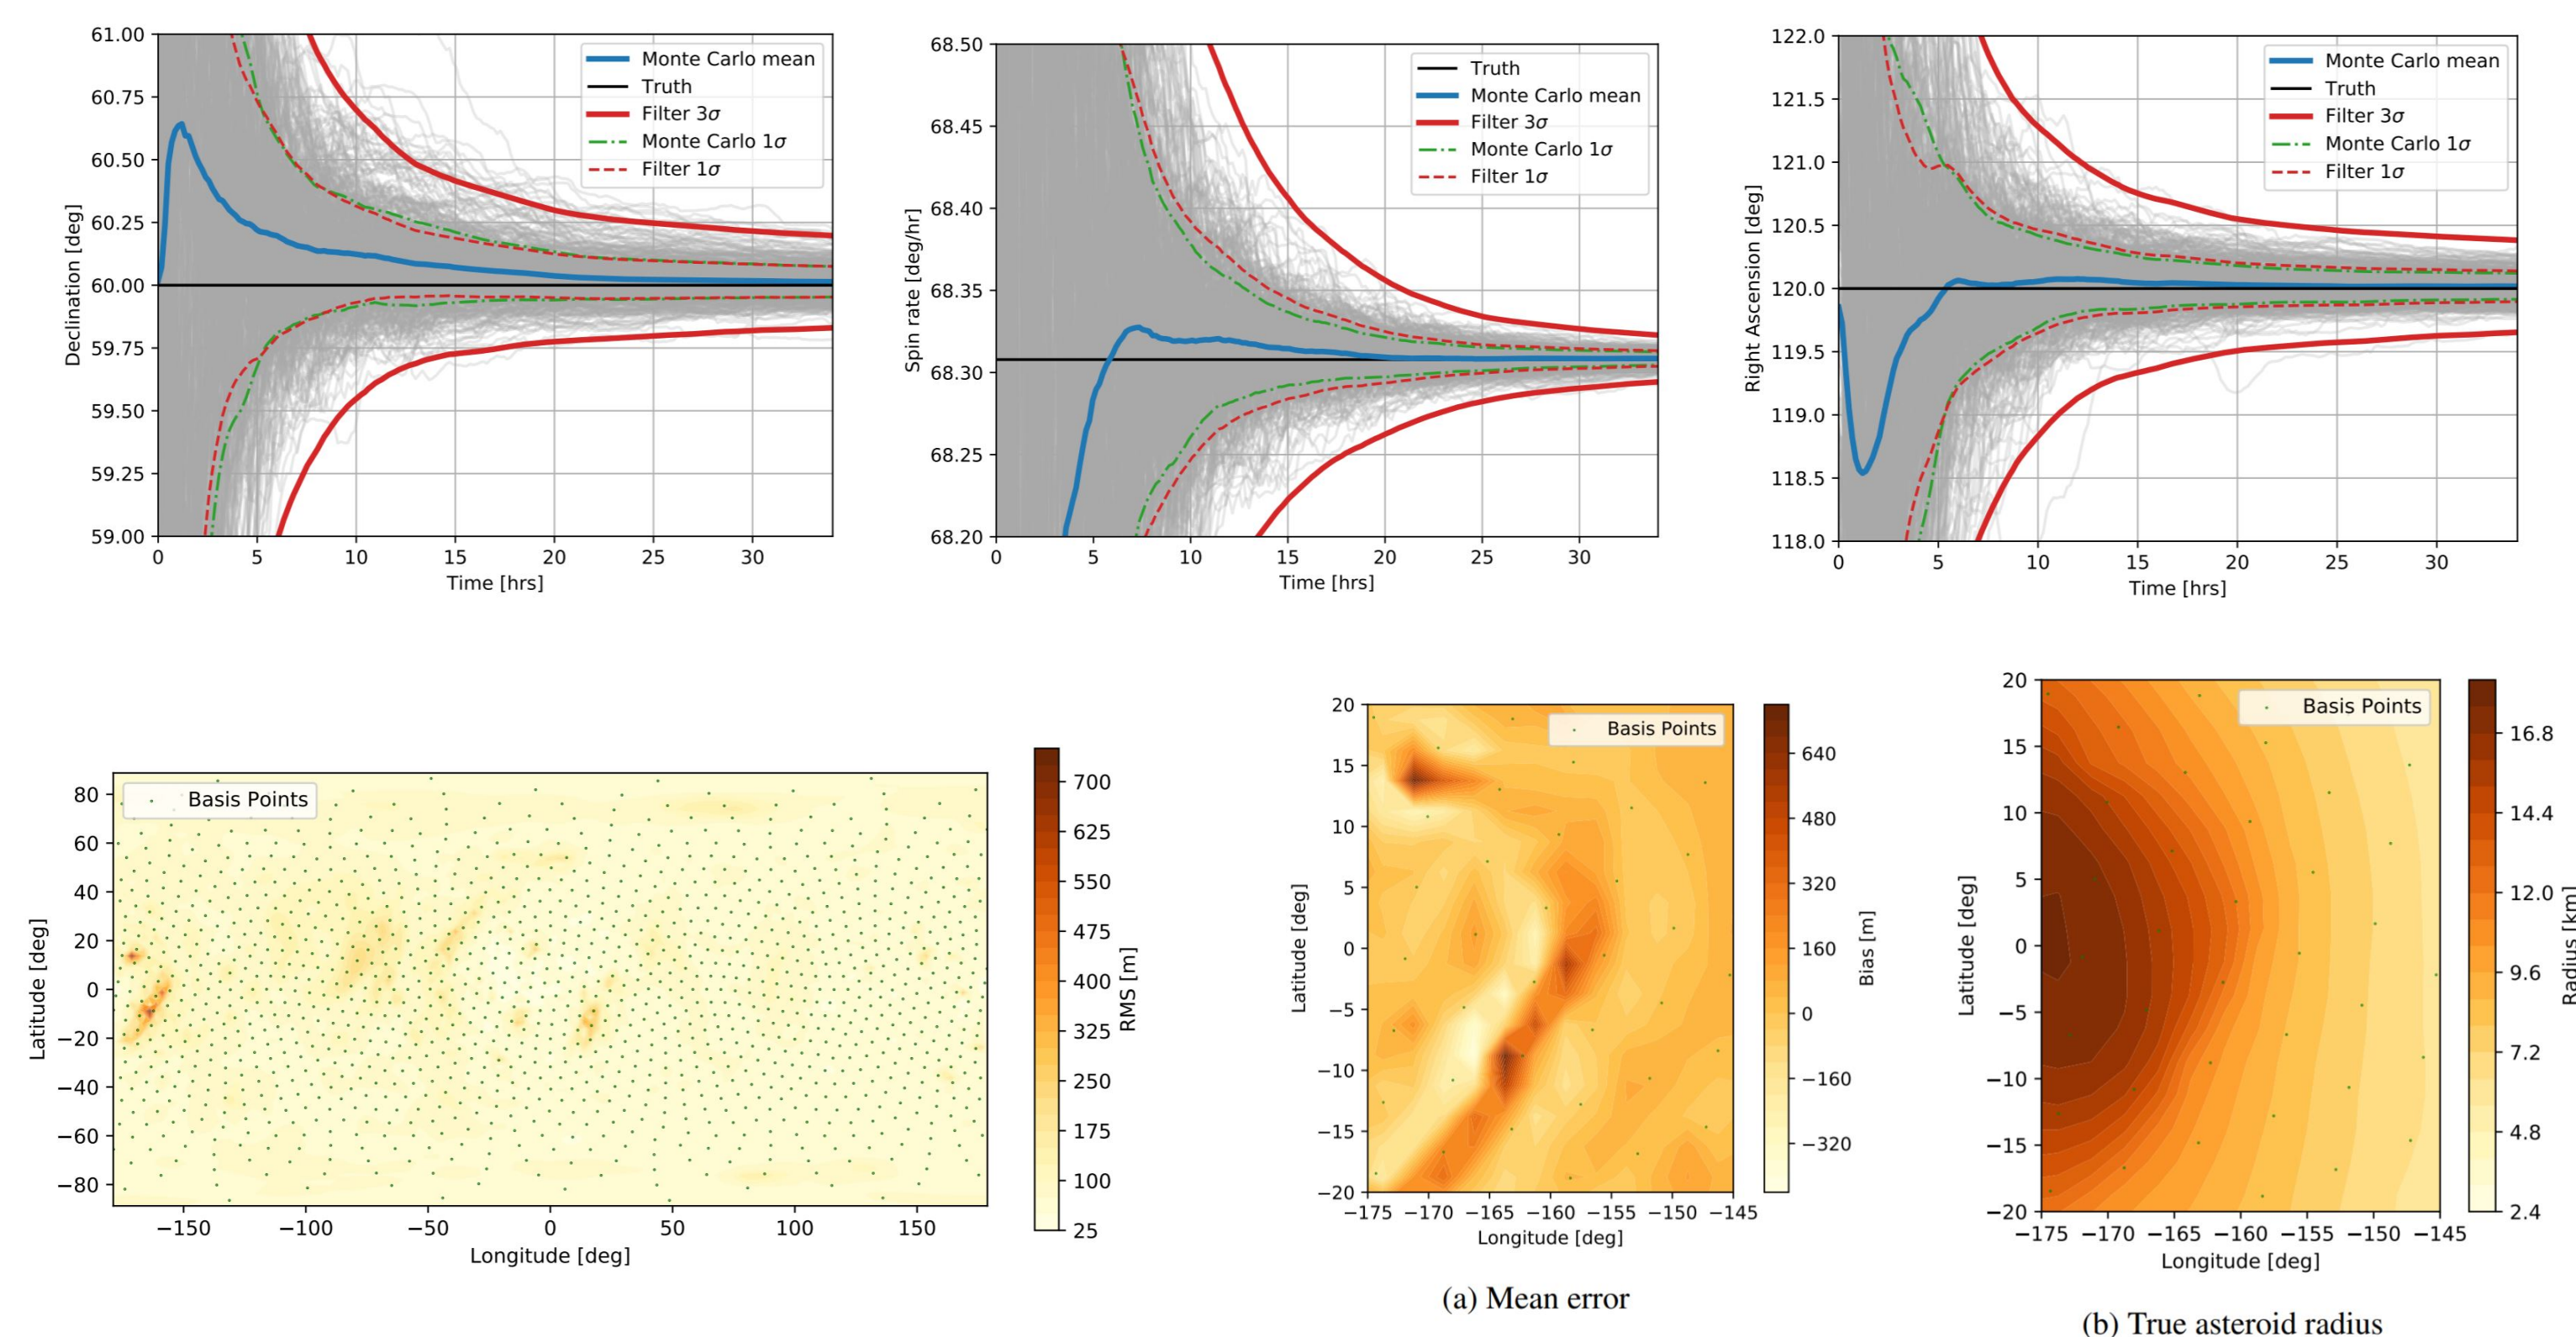 61.00
60.75
60.50
60.25
60.00
59.75
59.50
59.25
59.00
Declination [deg]
0 5 10 15 20 25 30
Time [hrs]
Monte Carlo mean
Truth
Filter 3σ
Monte Carlo 1σ
Filter 1σ
68.50
68.45
68.40
68.35
68.30
68.25
68.20
Spin rate [deg/hr]
0 5 10 15 20 25 30
Time [hrs]
Truth
Monte Carlo mean
Filter 3σ
Monte Carlo 1σ
Filter 1σ
122.0
121.5
121.0
120.5
120.0
119.5
119.0
118.5
118.0
Right Ascension [deg]
0 5 10 15 20 25 30
Time [hrs]
Monte Carlo mean
Truth
Filter 3σ
Monte Carlo 1σ
Filter 1σ
80
60
40
20
0
−20
−40
−60
−80
Latitude [deg]
Basis Points
−150 −100 −50 0 50 100 150
Longitude [deg]
700
625
550
475
400
325
250
175
100
25
RMS [m]
20
15
10
5
0
−5
−10
−15
−20
Latitude [deg]
Basis Points
−175 −170 −165 −160 −155 −150 −145
Longitude [deg]
640
480
320
160
0
−160
−320
Bias [m]
(a) Mean error
20
15
10
5
0
−5
−10
−15
−20
Latitude [deg]
Basis Points
−175 −170 −165 −160 −155 −150 −145
Longitude [deg]
16.8
14.4
12.0
9.6
7.2
4.8
2.4
Radius [km]
(b) True asteroid radius